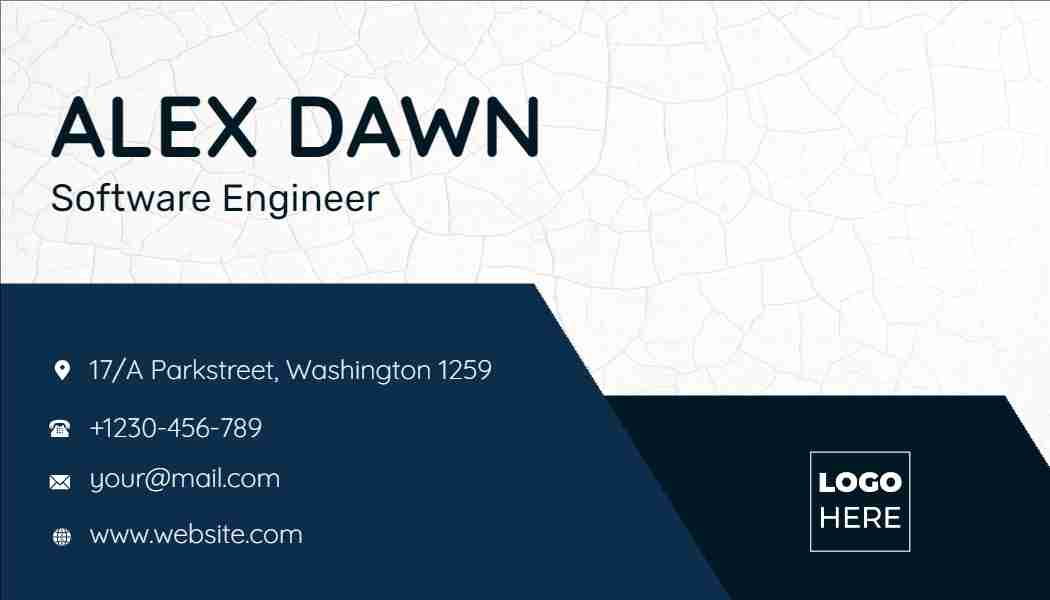 ALEX DAWN
Software Engineer
17/A Parkstreet, Washington 1259
+1230-456-789
your@mail.com
www.website.com
LOGO
HERE